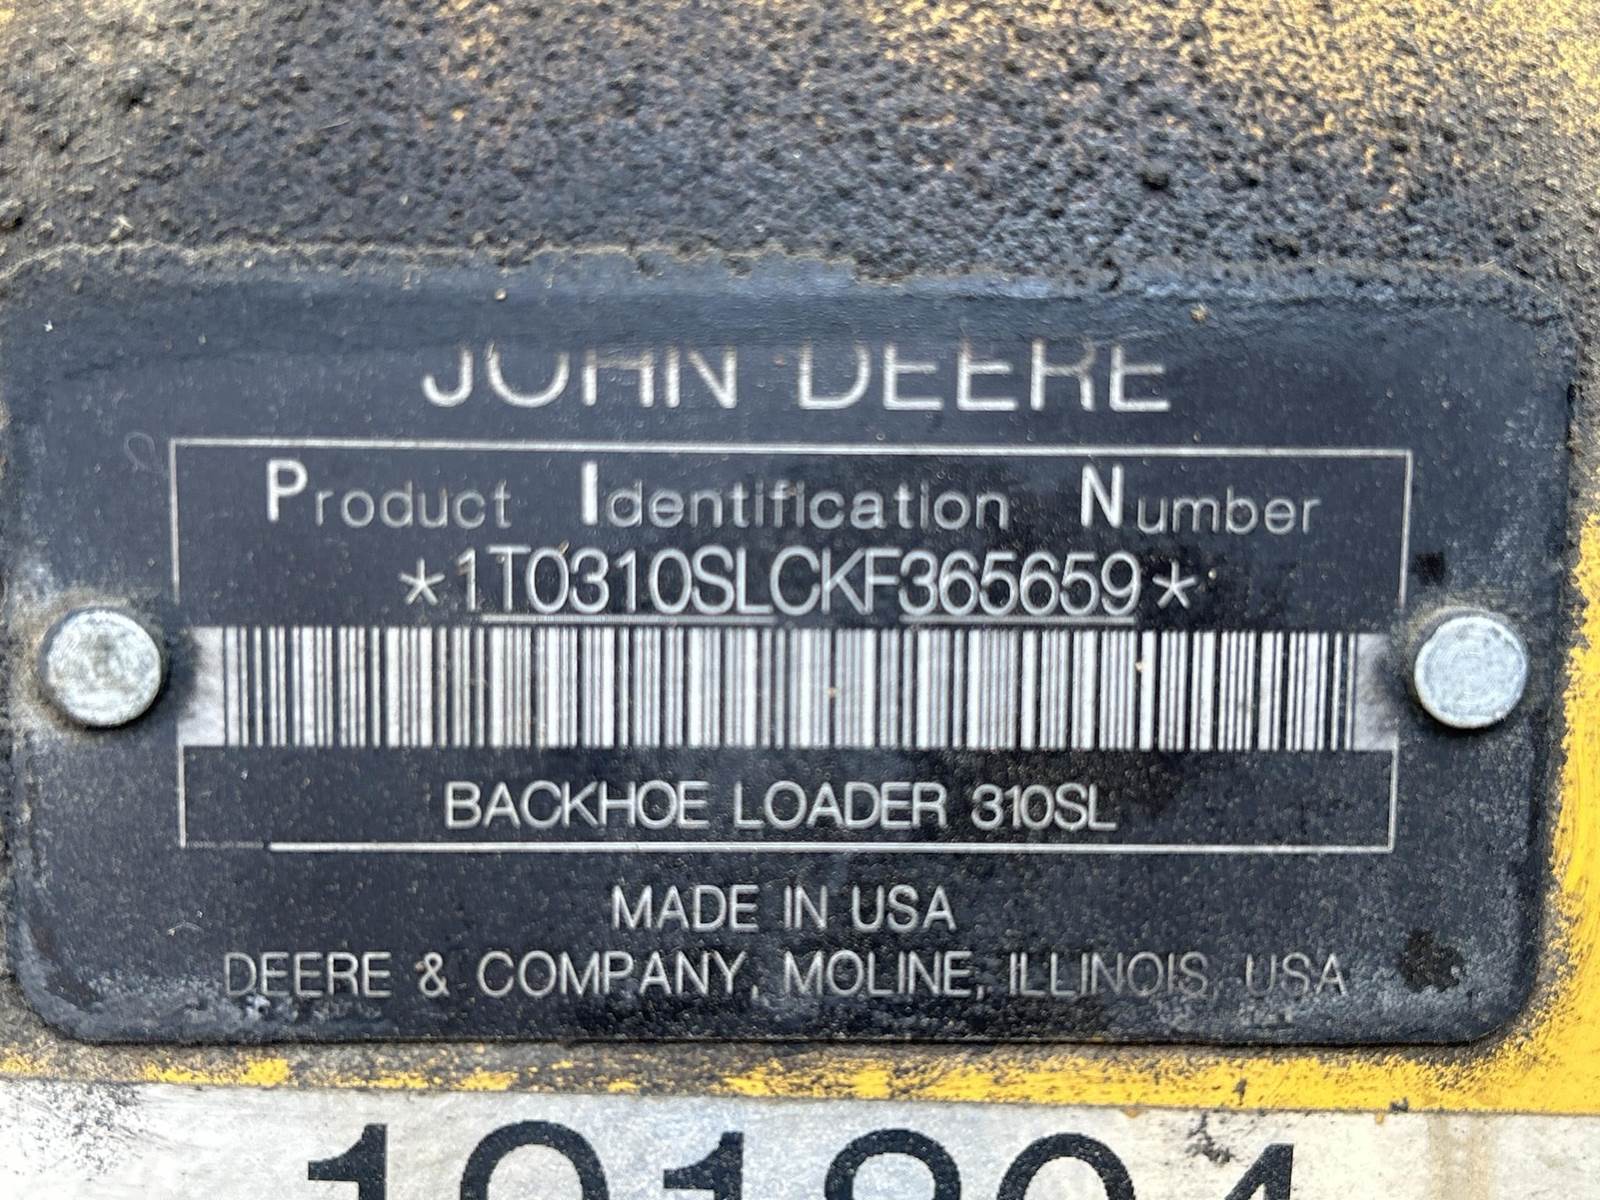 JOHN DEERE
Product Identification Number
*1T0310SLCKF365659*
BACKHOE LOADER 310SL
MADE IN USA
DEERE & COMPANY, MOLINE, ILLINOIS, USA